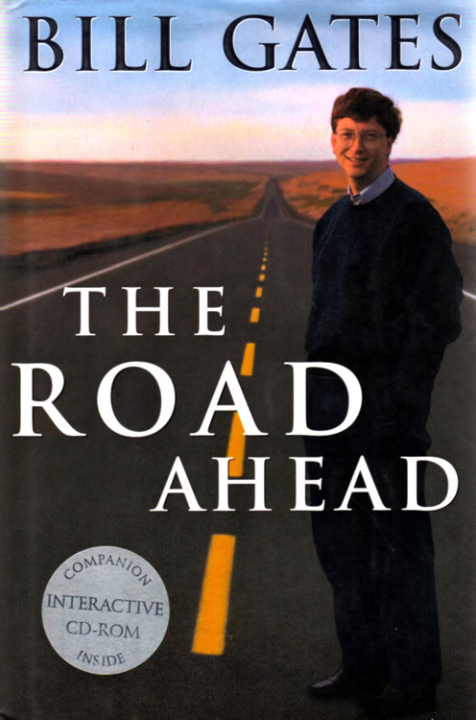 BILL GATES
THE
ROAD
AHEAD
COMPANION
INTERACTIVE
CD-ROM
INSIDE